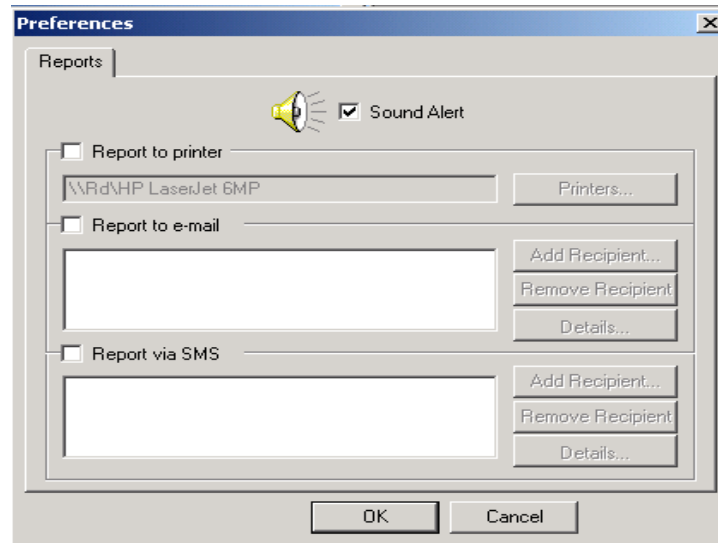 Preferences
Reports
Sound Alert
Report to printer
\\Rd\HP LaserJet 6MP
Printers...
Report to e-mail
Add Recipient...
Remove Recipient
Details...
Report via SMS
Add Recipient...
Remove Recipient
Details...
OK
Cancel